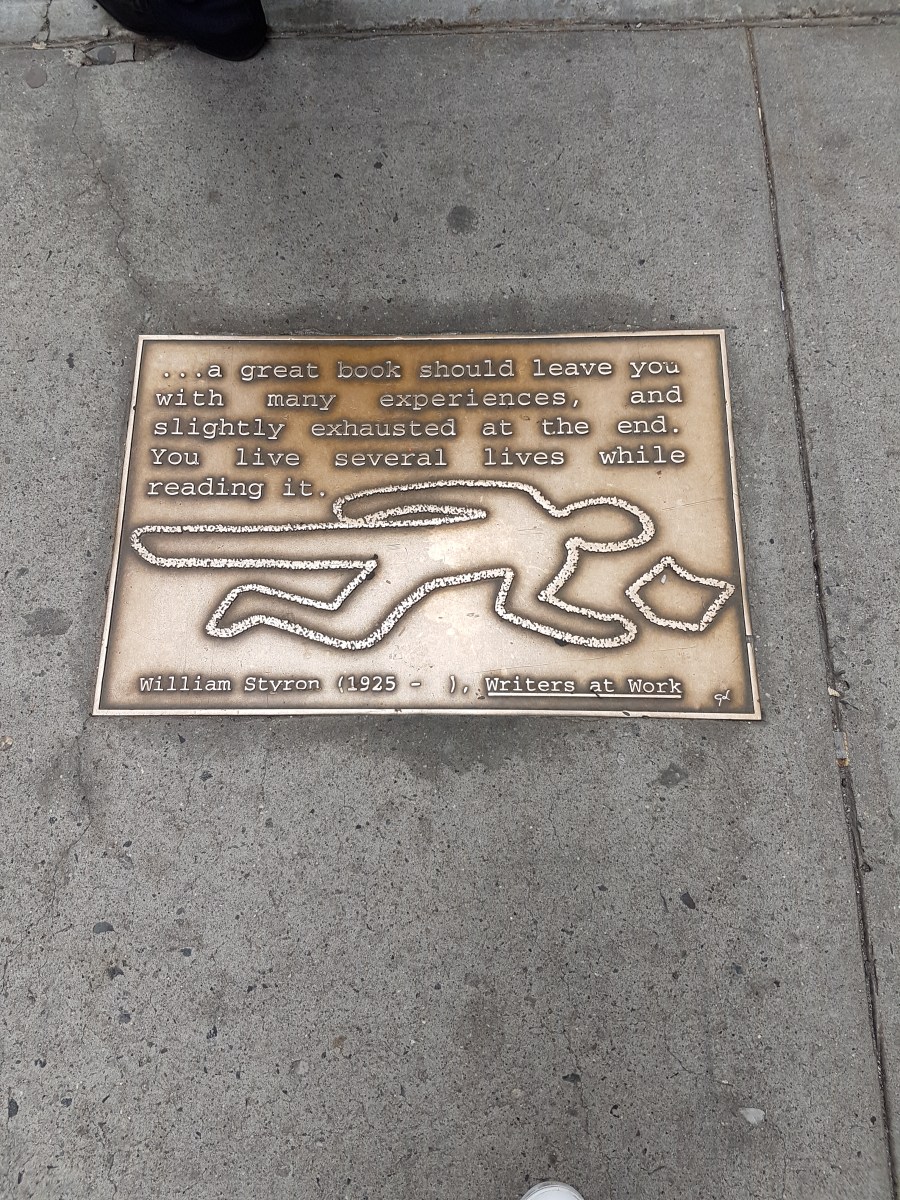 ...a great book should leave you
with many experiences, and
slightly exhausted at the end.
You live several lives while
reading it.
William Styron (1925 - ), Writers at Work